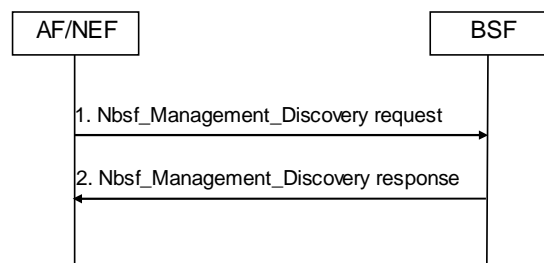 AF/NEF
BSF
1. Nbsf_Management_Discovery request
2. Nbsf_Management_Discovery response